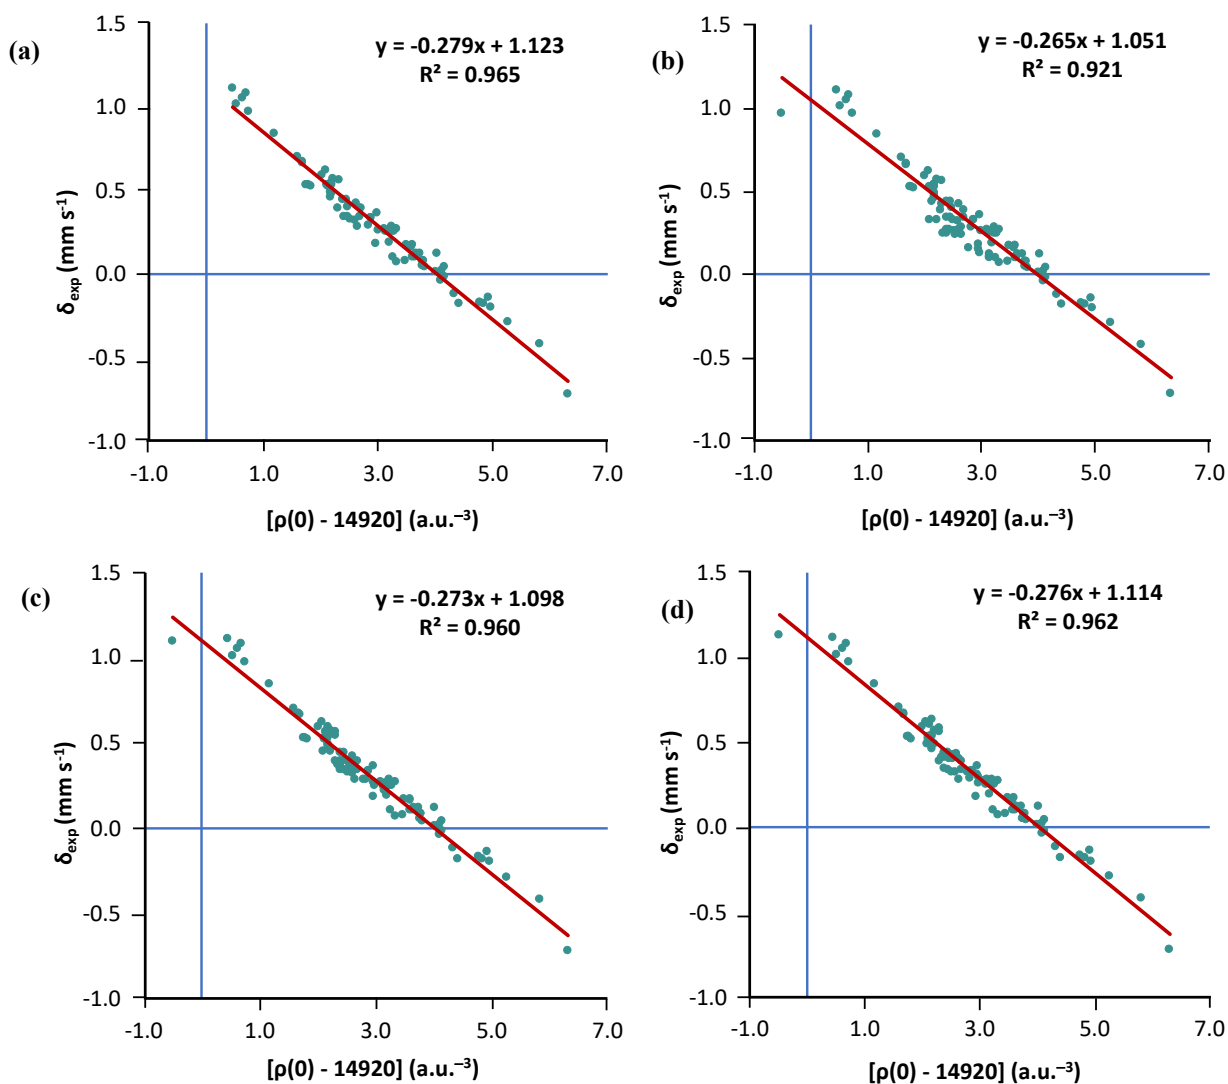 (a)
y = -0.279x + 1.123
R² = 0.965
1.5
1.0
0.5
0.0
-0.5
-1.0
δexp (mm s-1)
-1.0 1.0 3.0 5.0 7.0
[ρ(0) - 14920] (a.u.⁻³)
(b)
y = -0.265x + 1.051
R² = 0.921
1.5
1.0
0.5
0.0
-0.5
-1.0
δexp (mm s-1)
-1.0 1.0 3.0 5.0 7.0
[ρ(0) - 14920] (a.u.⁻³)
(c)
y = -0.273x + 1.098
R² = 0.960
1.5
1.0
0.5
0.0
-0.5
-1.0
δexp (mm s-1)
-1.0 1.0 3.0 5.0 7.0
[ρ(0) - 14920] (a.u.⁻³)
(d)
y = -0.276x + 1.114
R² = 0.962
1.5
1.0
0.5
0.0
-0.5
-1.0
δexp (mm s-1)
-1.0 1.0 3.0 5.0 7.0
[ρ(0) - 14920] (a.u.⁻³)